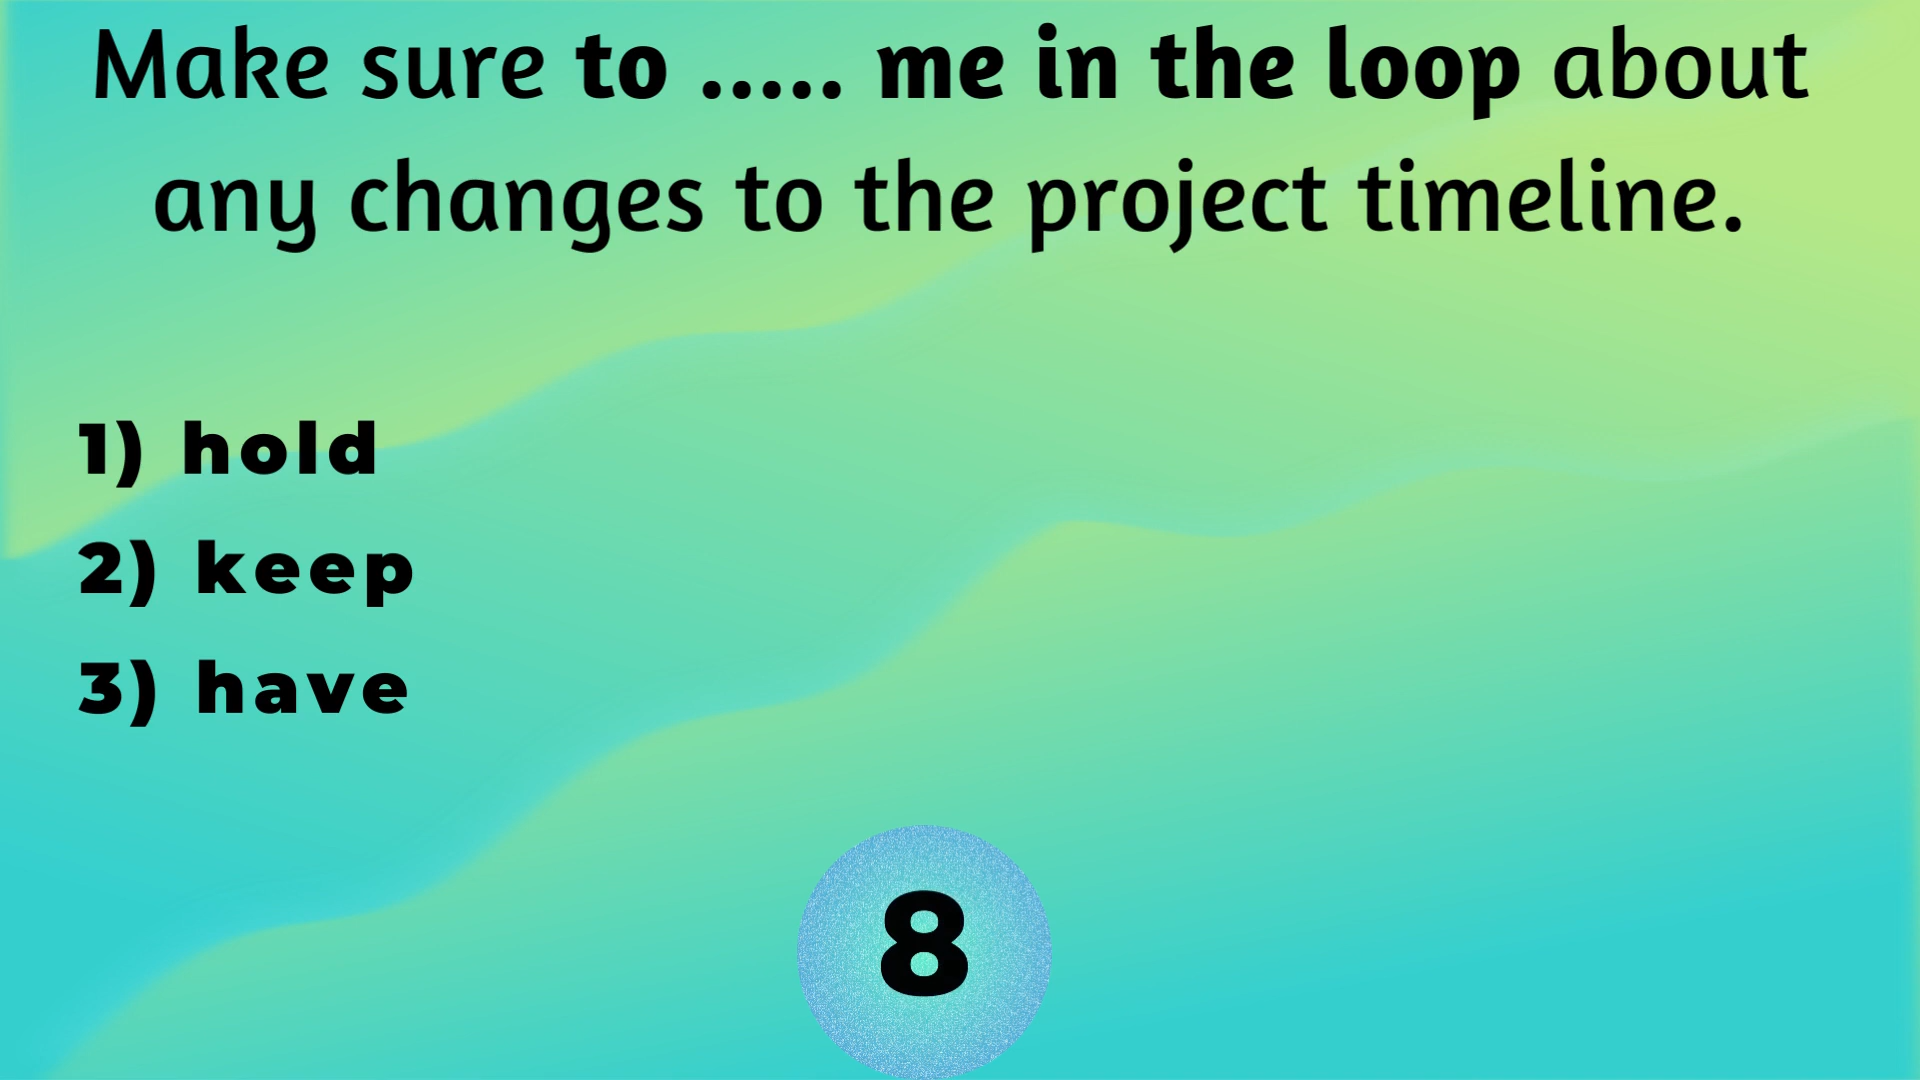 Make sure to ..... me in the loop about
any changes to the project timeline.
1) hold
2) keep
3) have
8